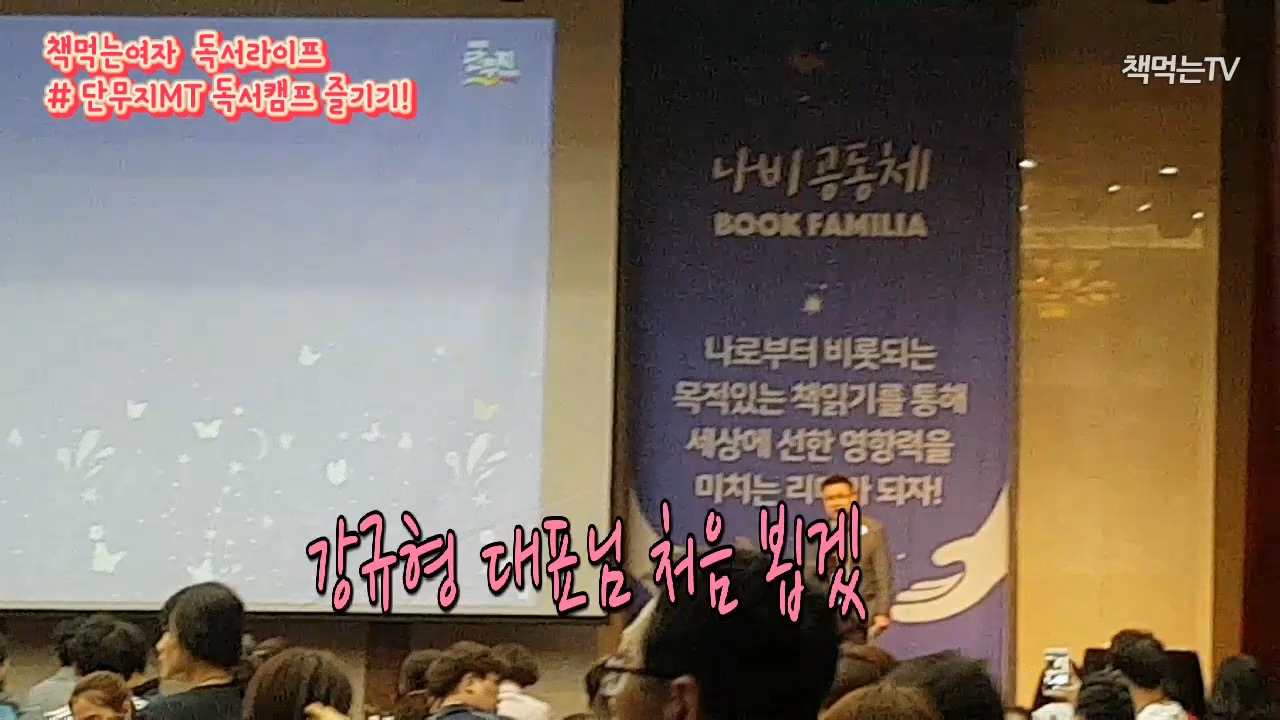 책먹는여자 독서라이프
# 단무지MT 독서캠프 즐기기!
책먹는TV
나비 공동체
BOOK FAMILIA
나로부터 비롯되는
목적있는 책읽기를 통해
세상에 선한 영향력을
미치는 되자!
강규형 대표님 처음 뵙겠